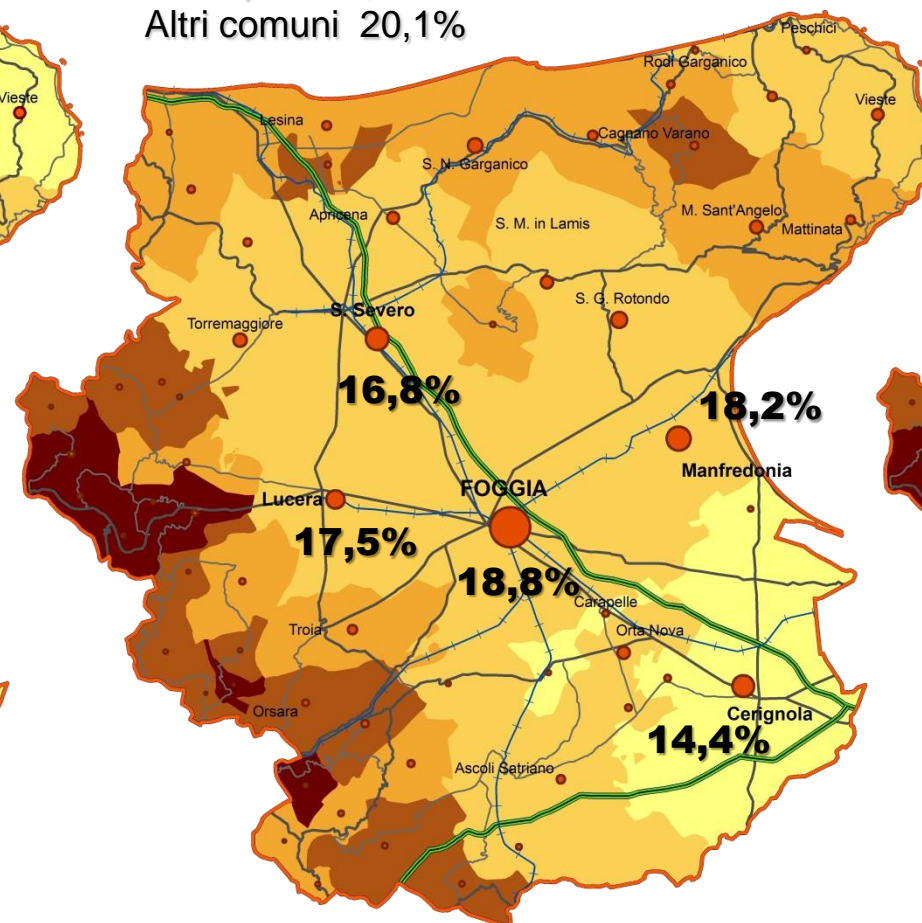 Altri comuni 20,1%
Peschici
Rodi Garganico
Vieste
Vieste
Lesina
Cagnano Varano
S. N. Garganico
Apricena
S. M. in Lamis
M. Sant'Angelo
Mattinata
S. G. Rotondo
S. Severo
Torremaggiore
16,8%
18,2%
Manfredonia
FOGGIA
Lucera
17,5%
18,8%
Carapelle
Troia
Orta Nova
Orsara
Cerignola
14,4%
Ascoli Satriano